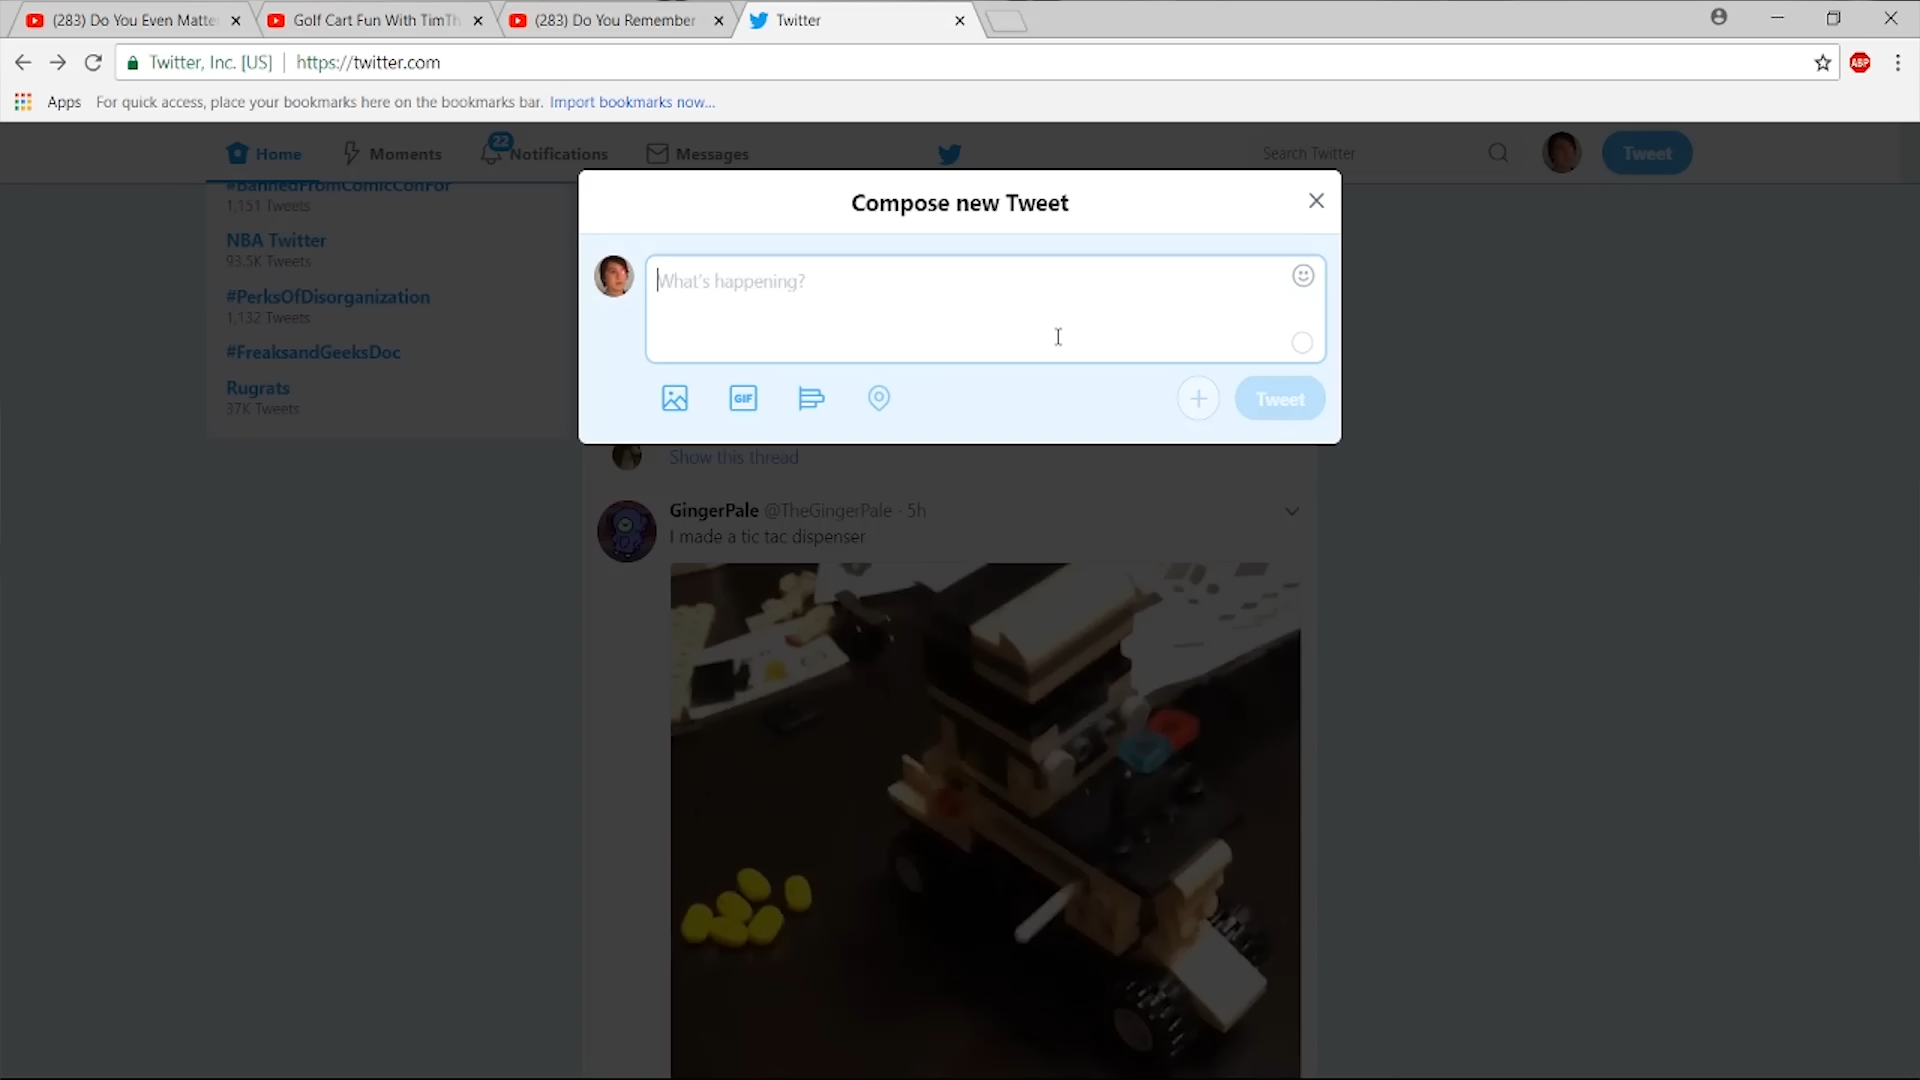 (283) Do You Even Matte
Golf Cart Fun With TimTh
(283) Do You Remember
Twitter
Twitter, Inc. [US]
https://twitter.com
ABP
Apps
For quick access, place your bookmarks here on the bookmarks bar. Import bookmarks now...
Home
Moments
22
Notifications
Messages
Search Twitter
Tweet
#BannedFromComicConFor
1,151 Tweets
NBA Twitter
93.5K Tweets
#PerksOfDisorganization
1,132 Tweets
#FreaksandGeeksDoc
Rugrats
37K Tweets
Compose new Tweet
What's happening?
GIF
Tweet
Show this thread
GingerPale @TheGingerPale · 5h
I made a tic tac dispenser